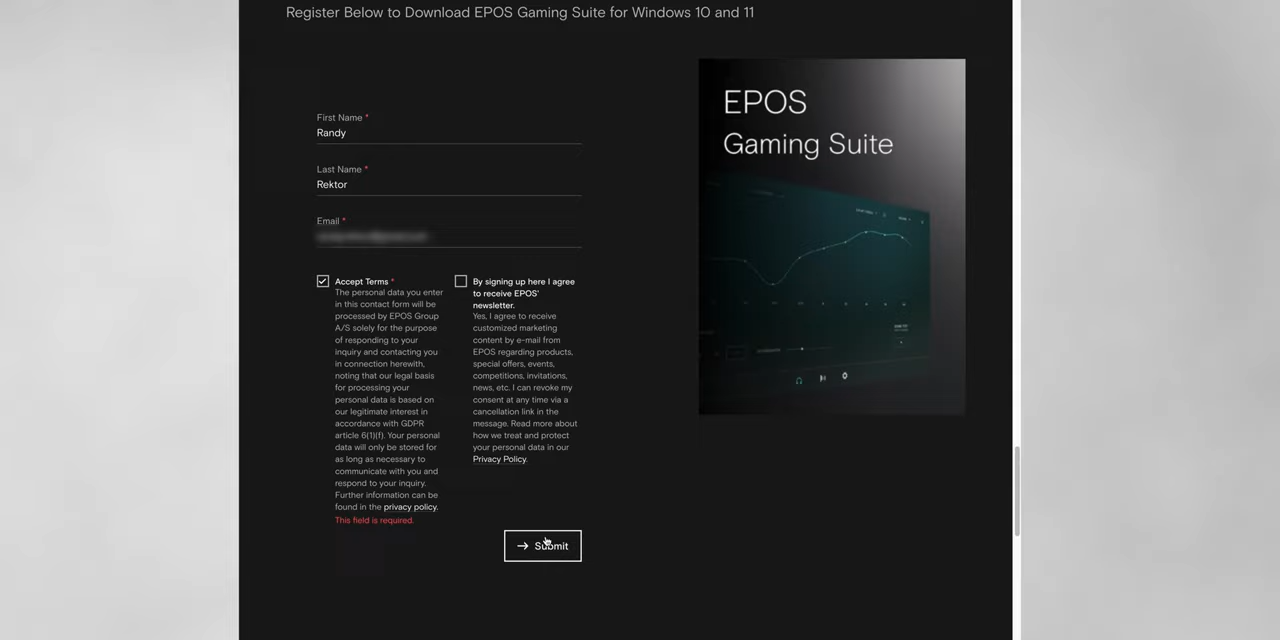 Register Below to Download EPOS Gaming Suite for Windows 10 and 11
EPOS
Gaming Suite
First Name *
Randy
Last Name *
Rektor
Email *
Accept Terms *
The personal data you enter
in this contact form will be
processed by EPOS Group
A/S solely for the purpose
of responding to your
inquiry and contacting you
in connection herewith,
noting that our legal basis
for processing your
personal data is based on
our legitimate interest in
accordance with GDPR
article 6(1)(f). Your personal
data will only be stored for
as long as necessary to
communicate with you and
respond to your inquiry.
Further information can be
found in the privacy policy.
This field is required.
By signing up here I agree
to receive EPOS'
newsletter.
Yes, I agree to receive
customized marketing
content by e-mail from
EPOS regarding products,
special offers, events,
competitions, invitations,
news, etc. I can revoke my
consent at any time via a
cancellation link in the
message. Read more about
how we treat and protect
your personal data in our
Privacy Policy.
Submit